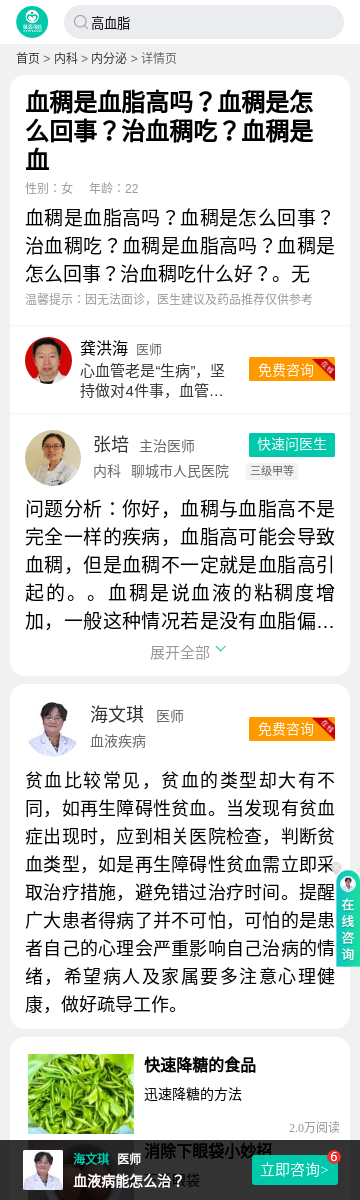 高血脂
首页 > 内科 > 内分泌 > 详情页
血稠是血脂高吗？血稠是怎
么回事？治血稠吃？血稠是
血
性别：女 年龄：22
血稠是血脂高吗？血稠是怎么回事？
治血稠吃？血稠是血脂高吗？血稠是
怎么回事？治血稠吃什么好？。无
温馨提示：因无法面诊，医生建议及药品推荐仅供参考
龚洪海 医师
心血管老是“生病”，坚
持做对4件事，血管…
免费咨询
在线
张培 主治医师
快速问医生
内科 聊城市人民医院 三级甲等
问题分析：你好，血稠与血脂高不是
完全一样的疾病，血脂高可能会导致
血稠，但是血稠不一定就是血脂高引
起的。。血稠是说血液的粘稠度增
加，一般这种情况若是没有血脂偏…
展开全部
海文琪 医师
血液疾病
免费咨询
在线
贫血比较常见，贫血的类型却大有不
同，如再生障碍性贫血。当发现有贫血
症出现时，应到相关医院检查，判断贫
血类型，如是再生障碍性贫血需立即采
取治疗措施，避免错过治疗时间。提醒
广大患者得病了并不可怕，可怕的是患
者自己的心理会严重影响自己治病的情
绪，希望病人及家属要多注意心理健
康，做好疏导工作。
在线咨询
快速降糖的食品
迅速降糖的方法
2.0万阅读
消除下眼袋小妙招
海文琪 医师
血液病能怎么治？
立即咨询>
6